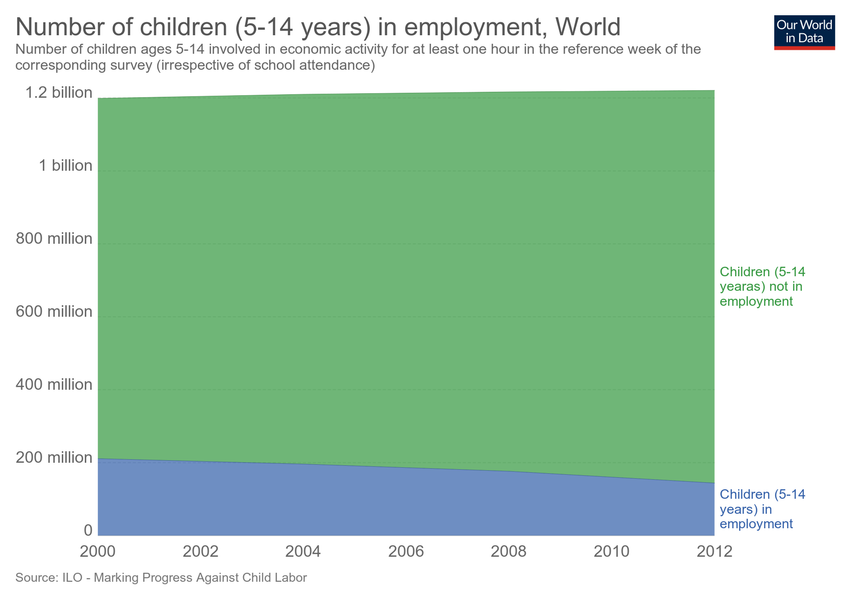 Number of children (5-14 years) in employment, World
Number of children ages 5-14 involved in economic activity for at least one hour in the reference week of the
corresponding survey (irrespective of school attendance)
Our World
in Data
1.2 billion
1 billion
800 million
600 million
400 million
200 million
0
Children (5-14
yearas) not in
employment
Children (5-14
years) in
employment
2000
2002
2004
2006
2008
2010
2012
Source: ILO - Marking Progress Against Child Labor